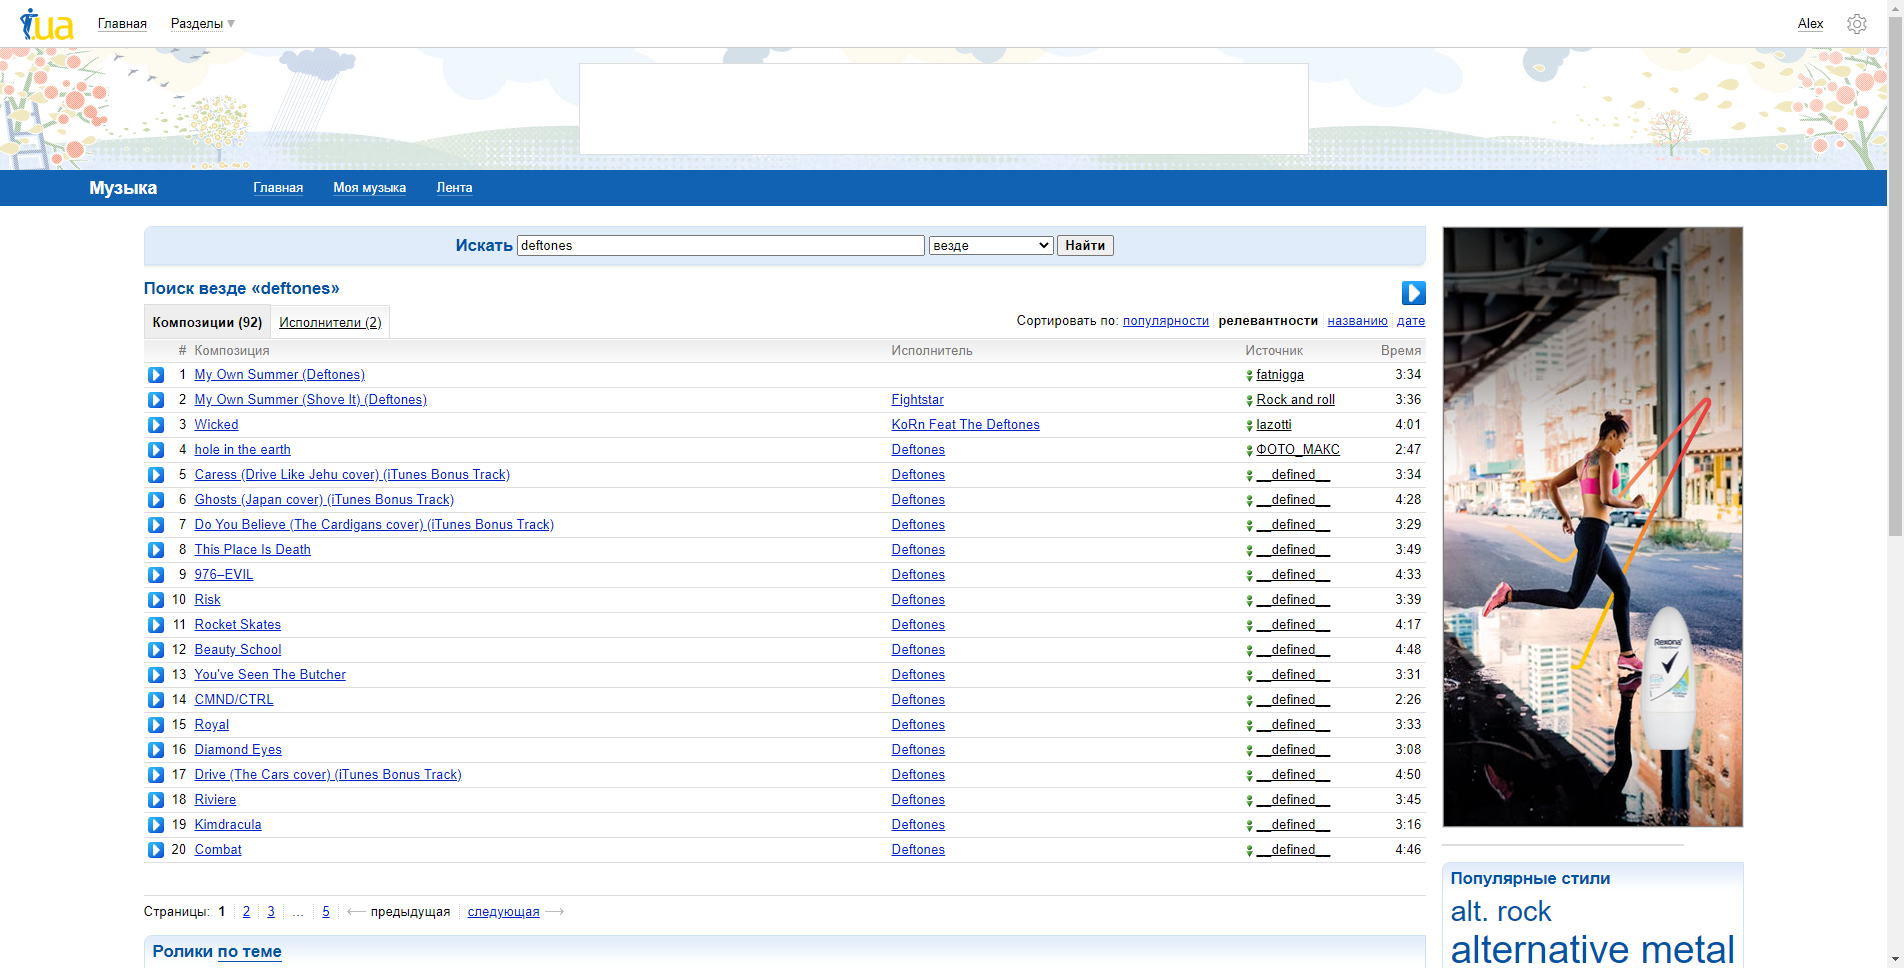 .ua Главная Разделы Alex
Музыка Главная Моя музыка Лента
Искать deftones везде Найти
Поиск везде «deftones»
Композиции (92) Исполнители (2) Сортировать по: популярности релевантности названию дате
# Композиция Исполнитель Источник Время
1 My Own Summer (Deftones) fatnigga 3:34
2 My Own Summer (Shove It) (Deftones) Fightstar Rock and roll 3:36
3 Wicked KoRn Feat The Deftones lazotti 4:01
4 hole in the earth Deftones ФОТО_МАКС 2:47
5 Caress (Drive Like Jehu cover) (iTunes Bonus Track) Deftones __defined__ 3:34
6 Ghosts (Japan cover) (iTunes Bonus Track) Deftones __defined__ 4:28
7 Do You Believe (The Cardigans cover) (iTunes Bonus Track) Deftones __defined__ 3:29
8 This Place Is Death Deftones __defined__ 3:49
9 976–EVIL Deftones __defined__ 4:33
10 Risk Deftones __defined__ 3:39
11 Rocket Skates Deftones __defined__ 4:17
12 Beauty School Deftones __defined__ 4:48
13 You've Seen The Butcher Deftones __defined__ 3:31
14 CMND/CTRL Deftones __defined__ 2:26
15 Royal Deftones __defined__ 3:33
16 Diamond Eyes Deftones __defined__ 3:08
17 Drive (The Cars cover) (iTunes Bonus Track) Deftones __defined__ 4:50
18 Riviere Deftones __defined__ 3:45
19 Kimdracula Deftones __defined__ 3:16
20 Combat Deftones __defined__ 4:46
Страницы: 1 2 3 ... 5 предыдущая следующая
Ролики по теме
Rexona
Популярные стили
alt. rock
alternative metal